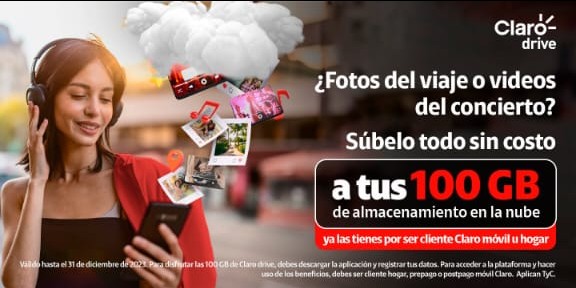 Claro
drive
¿Fotos del viaje o videos
del concierto?
Súbelo todo sin costo
a tus 100 GB
de almacenamiento en la nube
ya las tienes por ser cliente Claro móvil u hogar
Válido hasta el 31 de diciembre de 2023. Para disfrutar las 100 GB de Claro drive, debes descargar la aplicación y registrar tus datos. Para acceder a la plataforma y hacer
uso de los beneficios, debes ser cliente hogar, prepago o postpago móvil Claro. Aplican TyC.